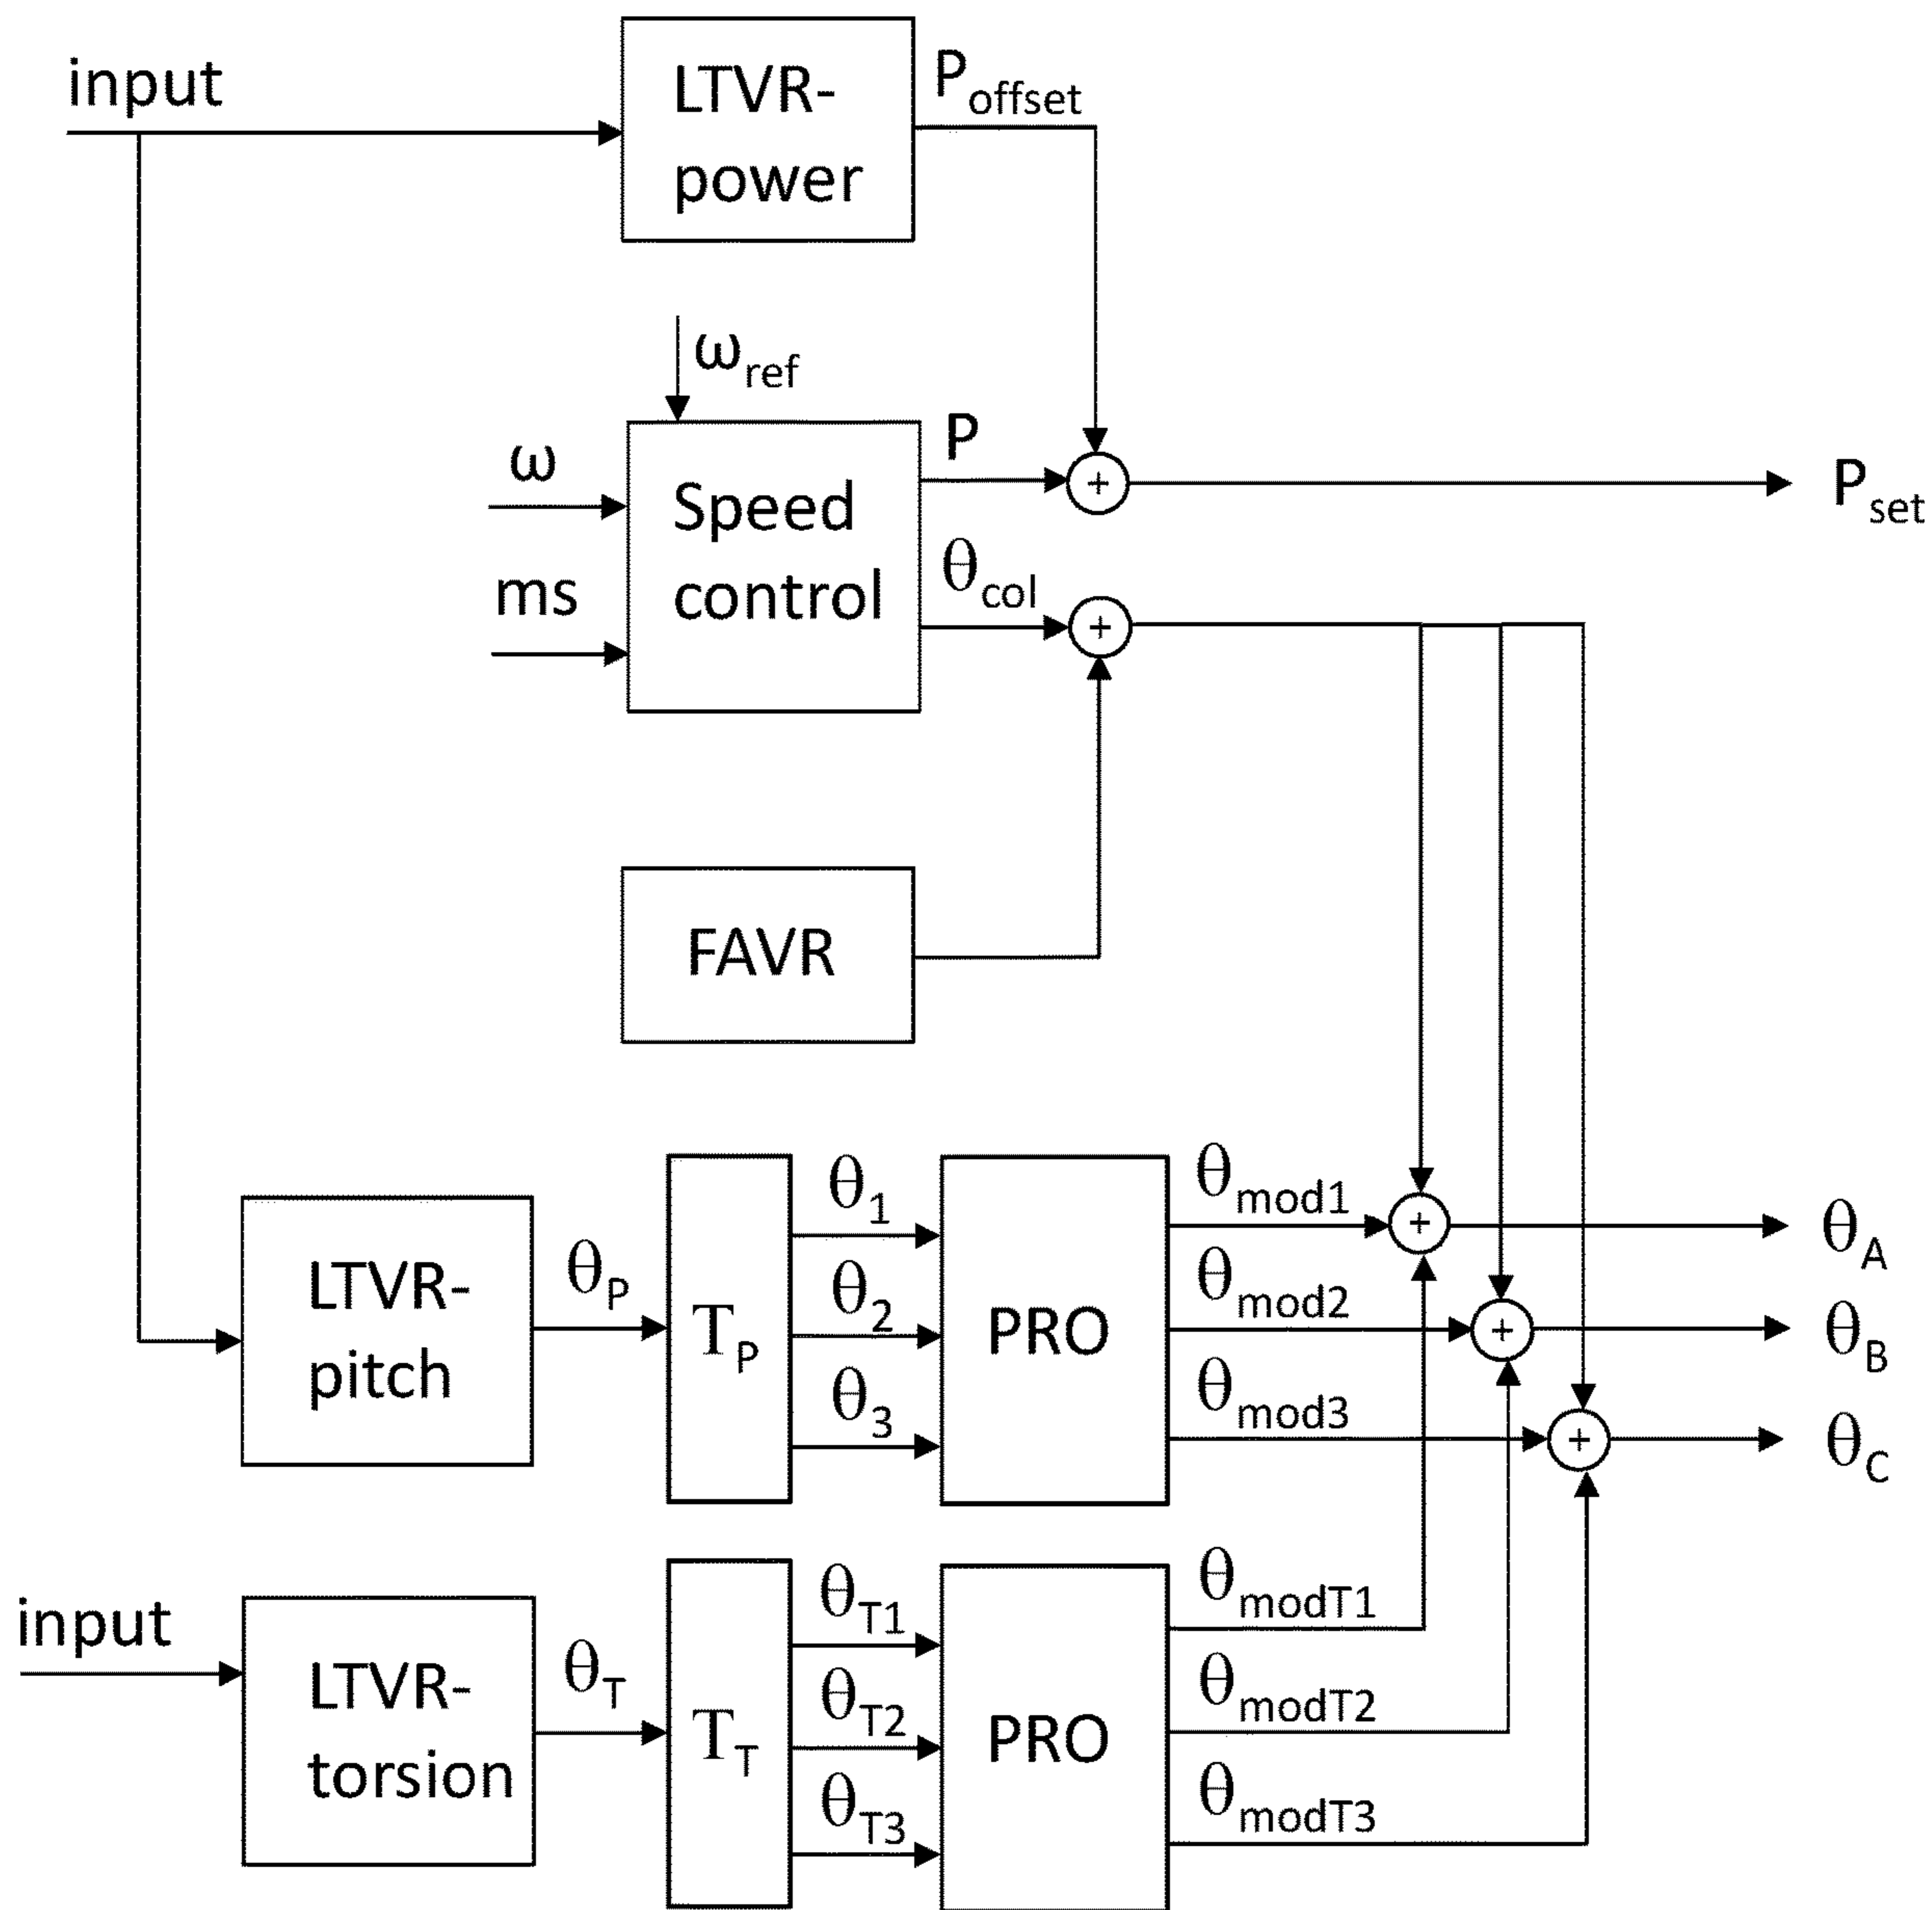 input
LTVR-
power
Poffset
ωref
ω
ms
Speed
control
P
θcol
+
+
Pset
FAVR
LTVR-
pitch
θP
TP
θ1
θ2
θ3
PRO
θmod1
θmod2
θmod3
+
+
+
θA
θB
θC
input
LTVR-
torsion
θT
TT
θT1
θT2
θT3
PRO
θmodT1
θmodT2
θmodT3